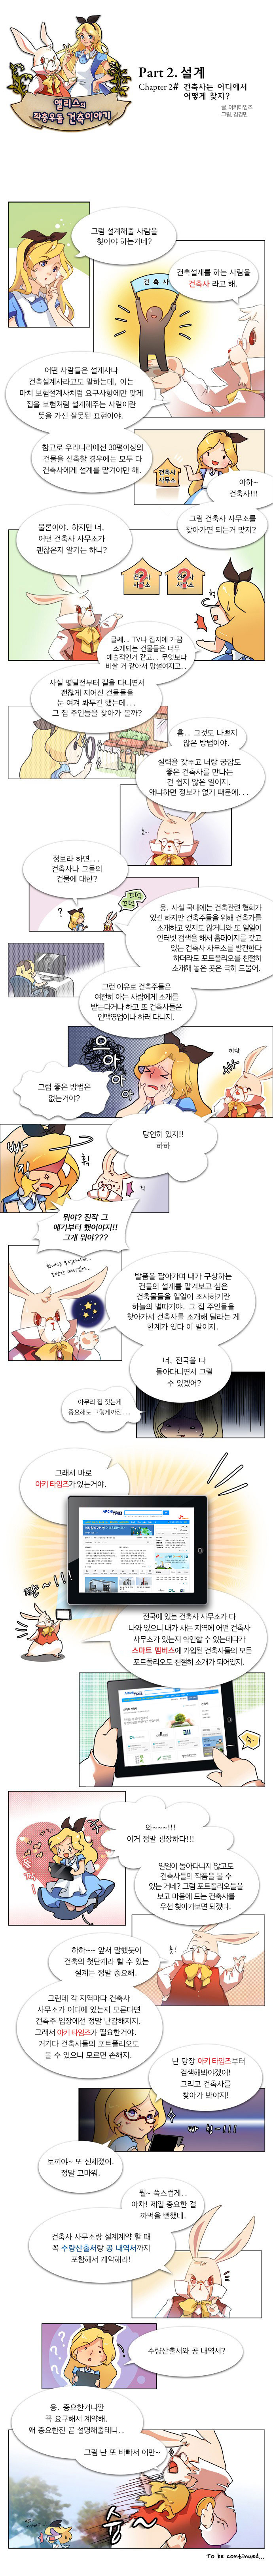 앨리스의
좌충우돌 건축이야기
Part 2. 설계
Chapter 2# 건축사는 어디에서
어떻게 찾지?
글. 아키타임즈
그림. 김경민
그럼 설계해줄 사람을
찾아야 하는거네?
건축설계를 하는 사람을
건축사 라고 해.
건 축 사
어떤 사람들은 설계사나
건축설계사라고도 말하는데, 이는
마치 보험설계사처럼 요구사항에만 맞게
집을 보험처럼 설계해주는 사람이란
뜻을 가진 잘못된 표현이야.
참고로 우리나라에선 30평이상의
건물을 신축할 경우에는 모두 다
건축사에게 설계를 맡겨야만 해.
건축사
사무소
아하~
건축사!!!
그럼 건축사 사무소를
찾아가면 되는거 맞지?
물론이야. 하지만 너,
어떤 건축사 사무소가
괜찮은지 알기는 하니?
건축사
사무소
?
건축사
사무소
?
헉
글쎄.. TV나 잡지에 가끔
소개되는 건물들은 너무
예술적인거 같고... 무엇보다
비쌀 거 같아서 망설여지고..
사실 몇달전부터 길을 다니면서
괜찮게 지어진 건물들을
눈 여겨 봐두긴 했는데...
그 집 주인들을 찾아가 볼까?
흠.. 그것도 나쁘지
않은 방법이야.
실력을 갖추고 너랑 궁합도
좋은 건축사를 만나는
건 쉽지 않은 일이지.
왜냐하면 정보가 없기 때문에...
정보라 하면...
건축사나 그들의
건물에 대한?
?
끄덕
끄덕
응. 사실 국내에는 건축관련 협회가
있긴 하지만 건축주들을 위해 건축가를
소개하고 있지도 않거니와 또 일일이
인터넷 검색을 해서 홈페이지를 갖고
있는 건축사 사무소를 발견한다
하더라도 포트폴리오를 친절히
소개해 놓은 곳은 극히 드물어.
그런 이유로 건축주들은
여전히 아는 사람에게 소개를
받는다거나 하고 또 건축사들은
인맥영업이나 하러 다니지.
으아아아
그럼 좋은 방법은
없는거야?
당연히 있지!!
하하
헉
뭐야? 진작 그
얘기부터 했어야지!!
그게 뭐야???
발품을 팔아가며 내가 구상하는
건물의 설계를 맡기보고 싶은
건축물들을 일일이 조사하기란
하늘의 별따기야. 그 집 주인들을
찾아가서 건축사를 소개해 달라는 게
한계가 있다 이 말이지.
너, 전국을 다
돌아다니면서 그럴
수 있겠어?
아무리 집 짓는게
중요해도 그렇게까진...
그래서 바로
아키 타임즈가 있는거야.
짜잔~!!!
전국에 있는 건축사 사무소가 다
나와 있으니 내가 사는 지역에 어떤 건축사
사무소가 있는지 확인할 수 있는데다가
스마트 멤버스에 가입된 건축사들의 모든
포트폴리오도 친절히 소개가 되어있지.
와~~~!!!
이거 정말 굉장하다!!!
일일이 돌아다니지 않고도
건축사들의 작품을 볼 수
있는 거네? 그럼 포트폴리오들을
보고 마음에 드는 건축사를
우선 찾아가보면 되겠다.
하하~~ 앞서 말했듯이
건축의 첫단계라 할 수 있는
설계는 정말 중요해.
그런데 각 지역마다 건축사
사무소가 어디에 있는지 모른다면
건축주 입장에선 정말 난감해지지.
그래서 아키 타임즈가 필요한거야.
거기다 건축사들의 포트폴리오도
볼 수 있으니 모르면 손해지.
난 당장 아키 타임즈부터
검색해봐야겠어!
그리고 건축사를
찾아가 봐야지!
토끼야~ 또 신세졌어.
정말 고마워.
뭘~ 쑥스럽게..
아차! 제일 중요한 걸
까먹을 뻔했네.
건축사 사무소랑 설계계약 할 때
꼭 수량산출서랑 공 내역서까지
포함해서 계약해라!
수량산출서와 공 내역서?
응. 중요한거니깐
꼭 요구해서 계약해.
왜 중요한진 곧 설명해줄테니..
그럼 난 또 바빠서 이만~
슝~
To be continued...